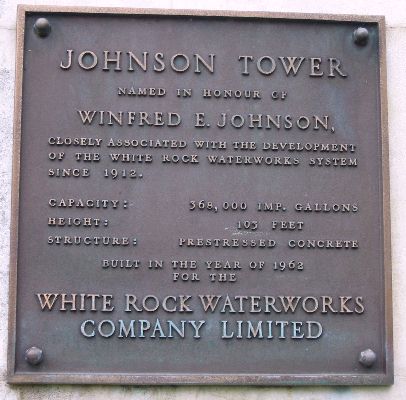 JOHNSON TOWER
NAMED IN HONOUR OF
WINFRED E. JOHNSON,
CLOSELY ASSOCIATED WITH THE DEVELOPMENT
OF THE WHITE ROCK WATERWORKS SYSTEM
SINCE 1912.
CAPACITY: 368,000 IMP. GALLONS
HEIGHT: 103 FEET
STRUCTURE: PRESTRESSED CONCRETE
BUILT IN THE YEAR OF 1962
FOR THE
WHITE ROCK WATERWORKS
COMPANY LIMITED